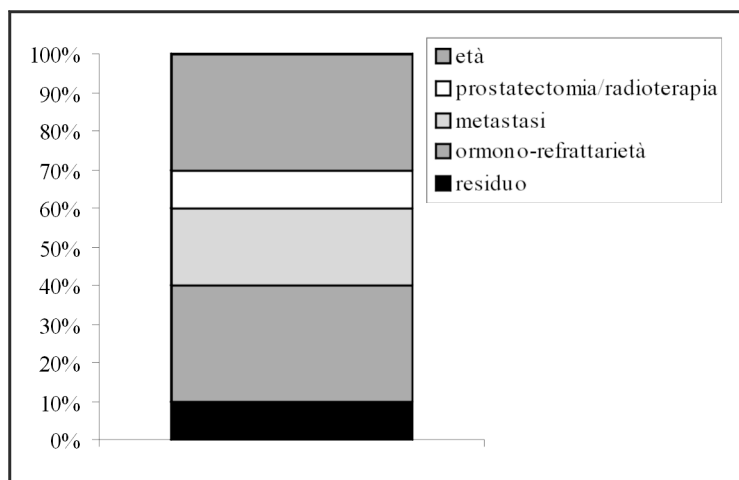 100%
90%
80%
70%
60%
50%
40%
30%
20%
10%
0%
età
prostatectomia/radioterapia
metastasi
ormono-refrattarietà
residuo